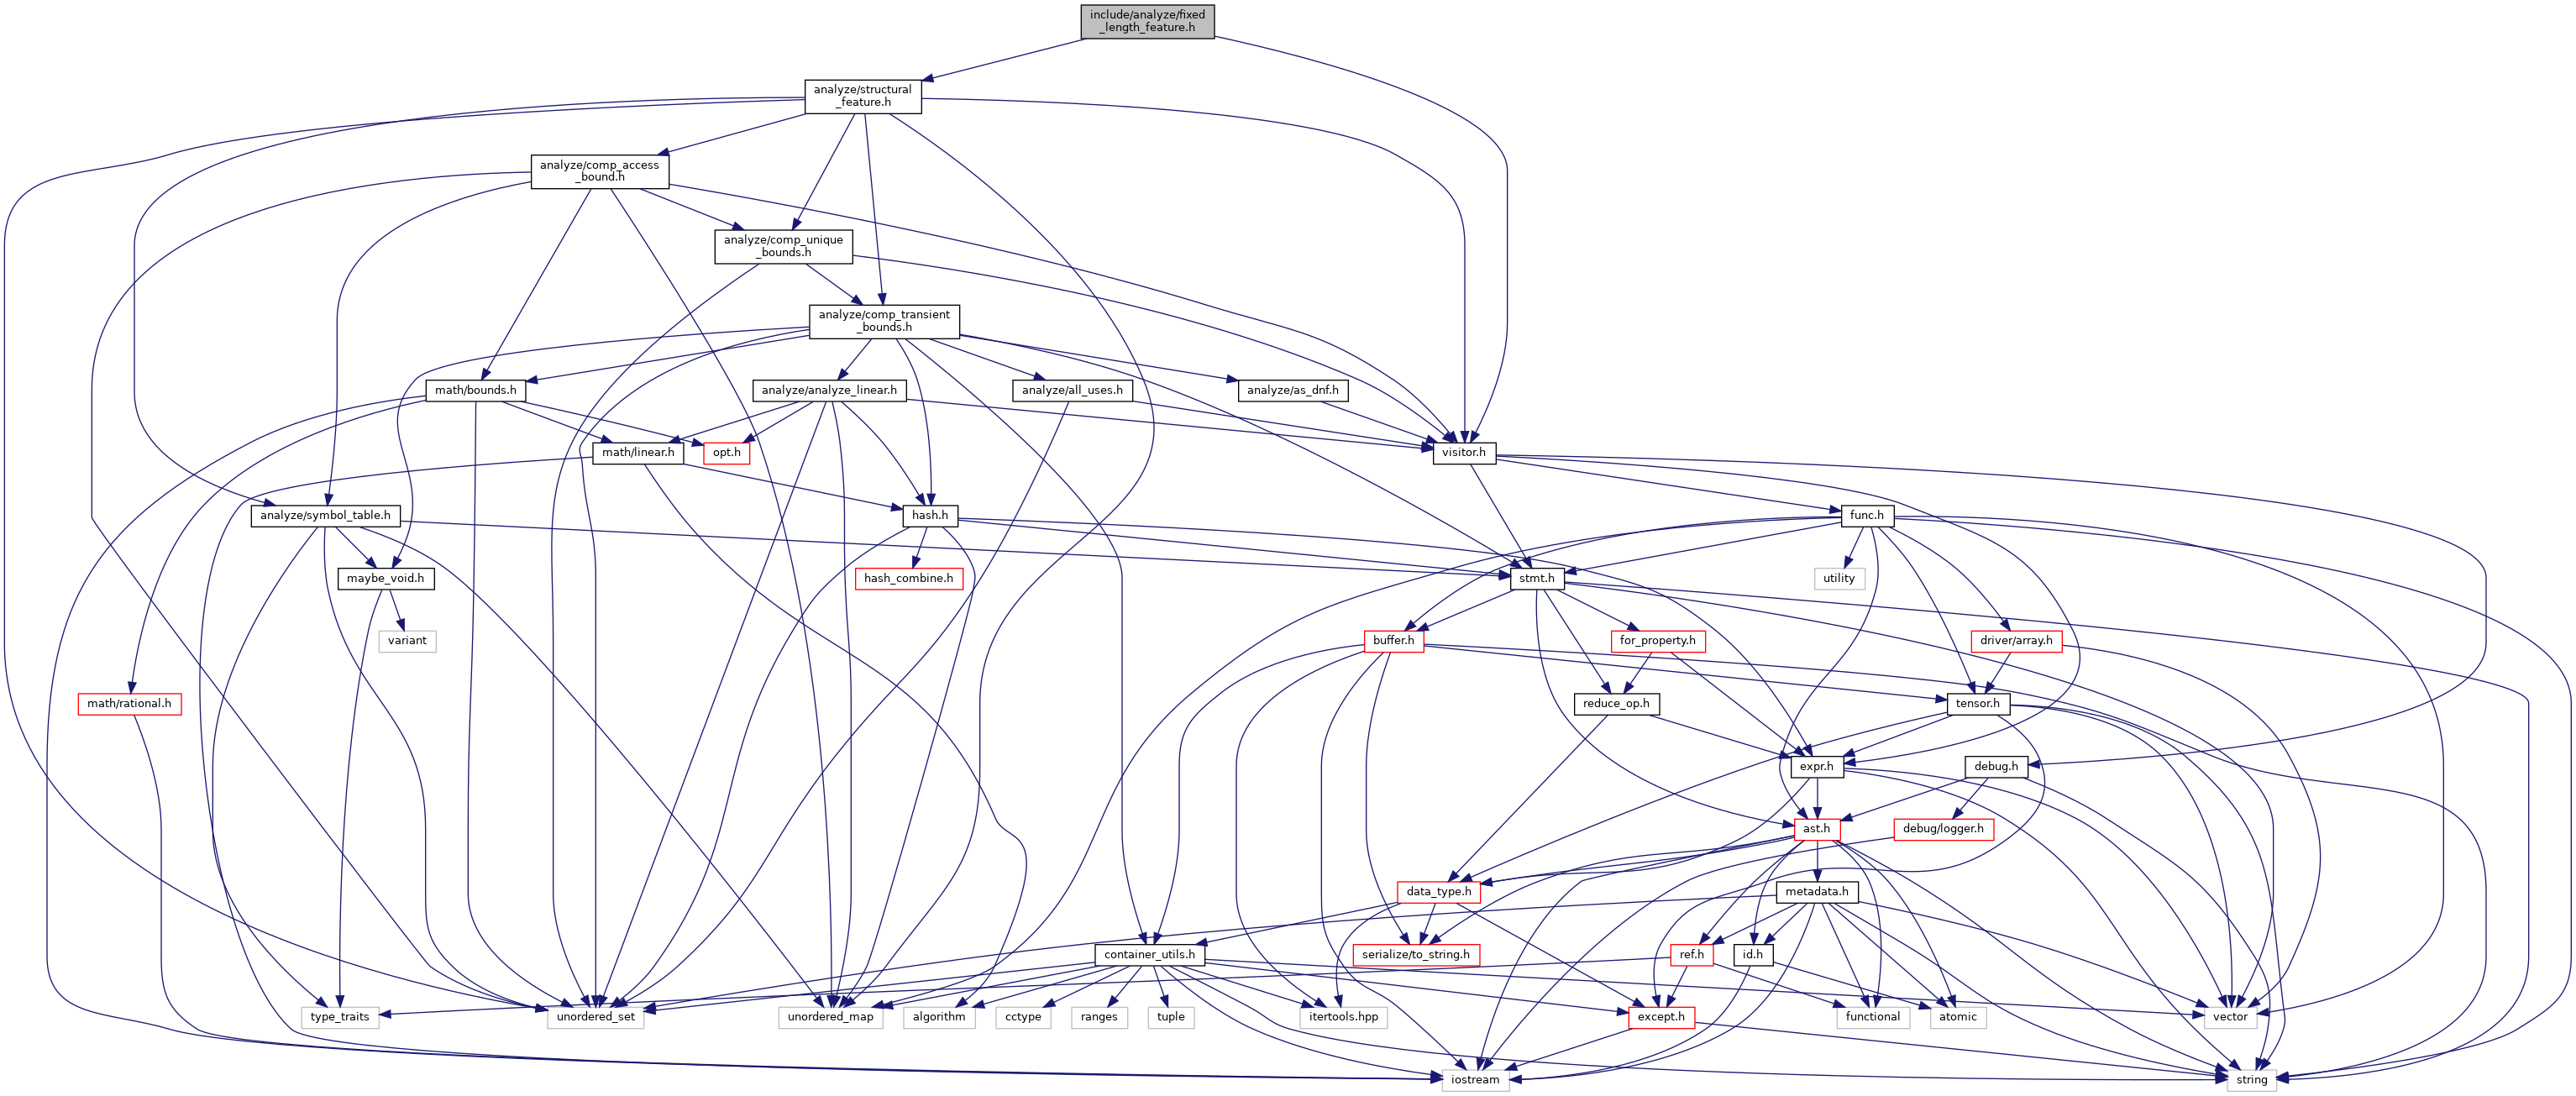 include/analyze/fixed
_length_feature.h
analyze/structural
_feature.h
analyze/comp_access
_bound.h
analyze/comp_unique
_bounds.h
analyze/comp_transient
_bounds.h
math/bounds.h
analyze/analyze_linear.h
analyze/all_uses.h
analyze/as_dnf.h
math/linear.h
opt.h
visitor.h
analyze/symbol_table.h
hash.h
func.h
maybe_void.h
hash_combine.h
stmt.h
utility
variant
buffer.h
for_property.h
driver/array.h
math/rational.h
reduce_op.h
tensor.h
expr.h
debug.h
ast.h
debug/logger.h
data_type.h
metadata.h
container_utils.h
serialize/to_string.h
ref.h
id.h
type_traits
unordered_set
unordered_map
algorithm
cctype
ranges
tuple
itertools.hpp
except.h
functional
atomic
vector
iostream
string